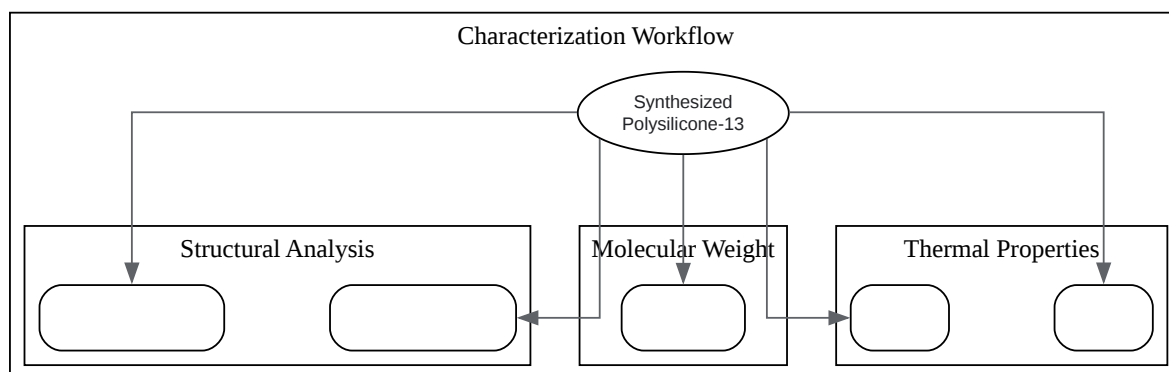 Characterization Workflow
Synthesized
Polysilicone-13
Structural Analysis
Molecular Weight
Thermal Properties